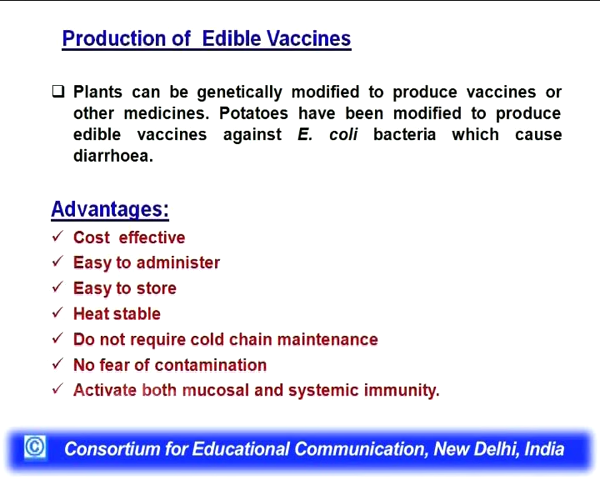 Production of Edible Vaccines
Plants can be genetically modified to produce vaccines or
other medicines. Potatoes have been modified to produce
edible vaccines against E. coli bacteria which cause
diarrhoea.
Advantages:
✓ Cost effective
✓ Easy to administer
✓ Easy to store
✓ Heat stable
✓ Do not require cold chain maintenance
✓ No fear of contamination
✓ Activate both mucosal and systemic immunity.
© Consortium for Educational Communication, New Delhi, India